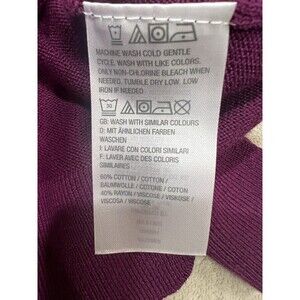 MACHINE WASH COLD GENTLE
CYCLE. WASH WITH LIKE COLORS.
ONLY NON-CHLORINE BLEACH WHEN
NEEDED. TUMBLE DRY LOW. LOW
IRON IF NEEDED
30
GB: WASH WITH SIMILAR COLOURS
D: MIT ÄHNLICHEN FARBEN
WASCHEN
I: LAVARE CON COLORI SIMILARI
F: LAVER AVEC DES COLORIS
SIMILAIRES
60% COTTON / COTTON /
BAUMWOLLE / COTONE / COTON
40% RAYON / VISCOSE / VISKOSE /
VISCOSA / VISCOSE